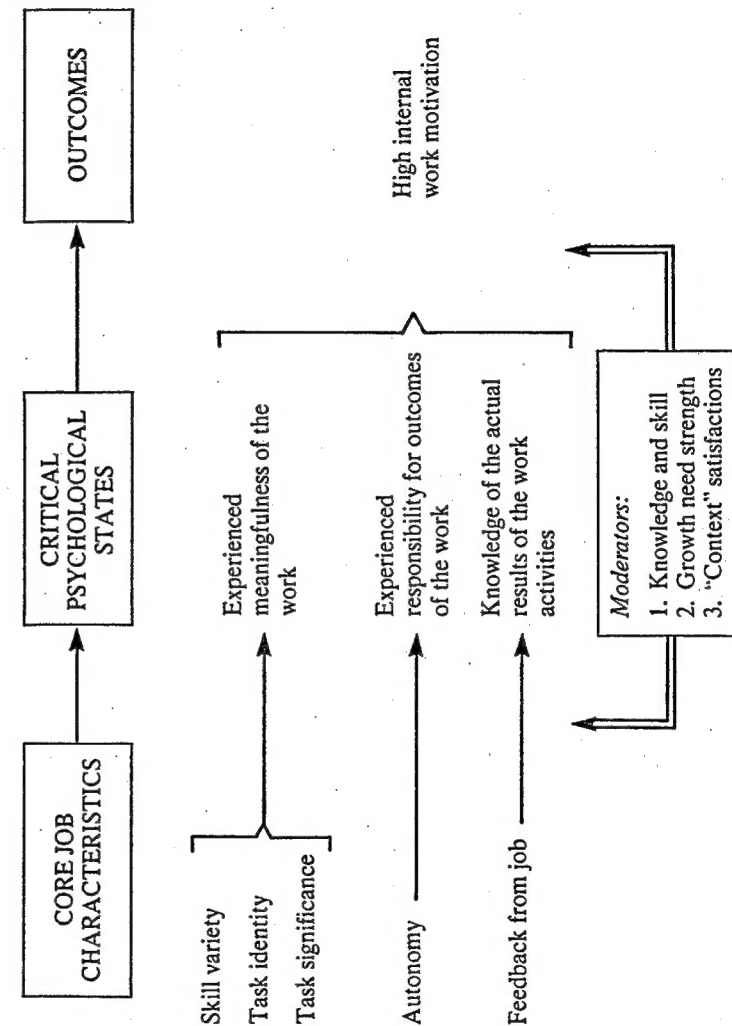 CORE JOB
CHARACTERISTICS
CRITICAL
PSYCHOLOGICAL
STATES
OUTCOMES
Skill variety
Task identity
Task significance
Experienced
meaningfulness of the
work
Autonomy
Experienced
responsibility for outcomes
of the work
High internal
work motivation
Feedback from job
Knowledge of the actual
results of the work
activities
Moderators:
1. Knowledge and skill
2. Growth need strength
3. "Context" satisfactions